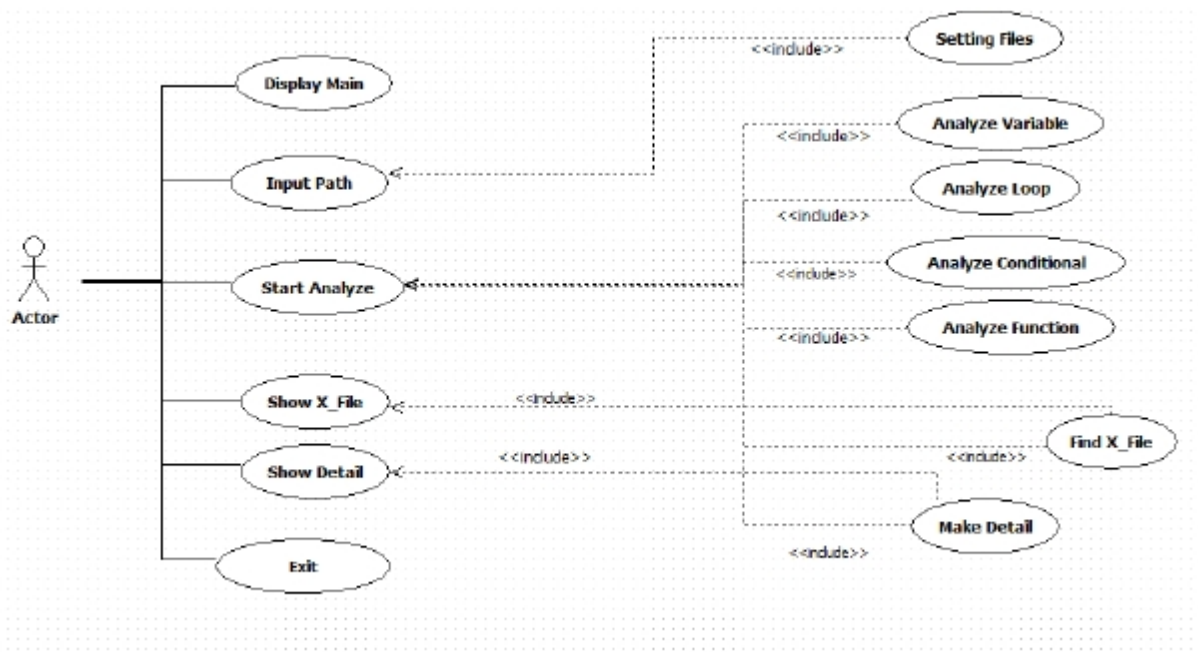 Setting Files
<<include>>
Display Main
Analyze Variable
<<include>>
Input Path
Analyze Loop
<<include>>
Analyze Conditional
<<include>>
Start Analyze
Actor
Analyze Function
<<include>>
Show X_File
<<include>>
Find X_File
<<include>>
<<include>>
Show Detail
Make Detail
<<include>>
Exit